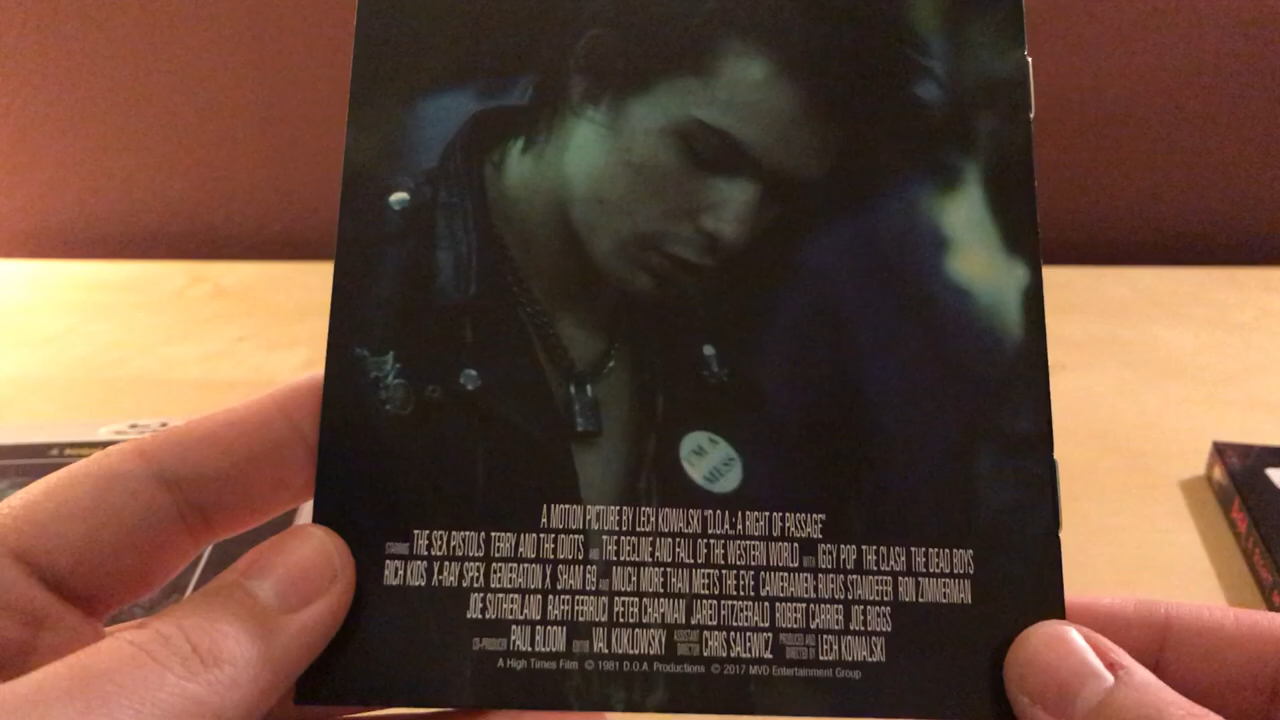 I'M A
MESS
A MOTION PICTURE BY LECH KOWALSKI "D.O.A.: A RIGHT OF PASSAGE"
STARRING THE SEX PISTOLS TERRY AND THE IDIOTS AND THE DECLINE AND FALL OF THE WESTERN WORLD WITH IGGY POP THE CLASH THE DEAD BOYS
RICH KIDS X-RAY SPEX GENERATION X SHAM 69 AND MUCH MORE THAN MEETS THE EYE CAMERAMEN: RUFUS STANDEFER RON ZIMMERMAN
JOE SUTHERLAND RAFFI FERRUCI PETER CHAPMAN JARED FITZGERALD ROBERT CARRIER JOE BIGGS
CO-PRODUCER PAUL BLOOM EDITOR VAL KUKLOWSKY ASSISTANT DIRECTOR CHRIS SALEWICZ PRODUCED AND DIRECTED BY LECH KOWALSKI
A High Times Film © 1981 D.O.A. Productions © 2017 MVD Entertainment Group